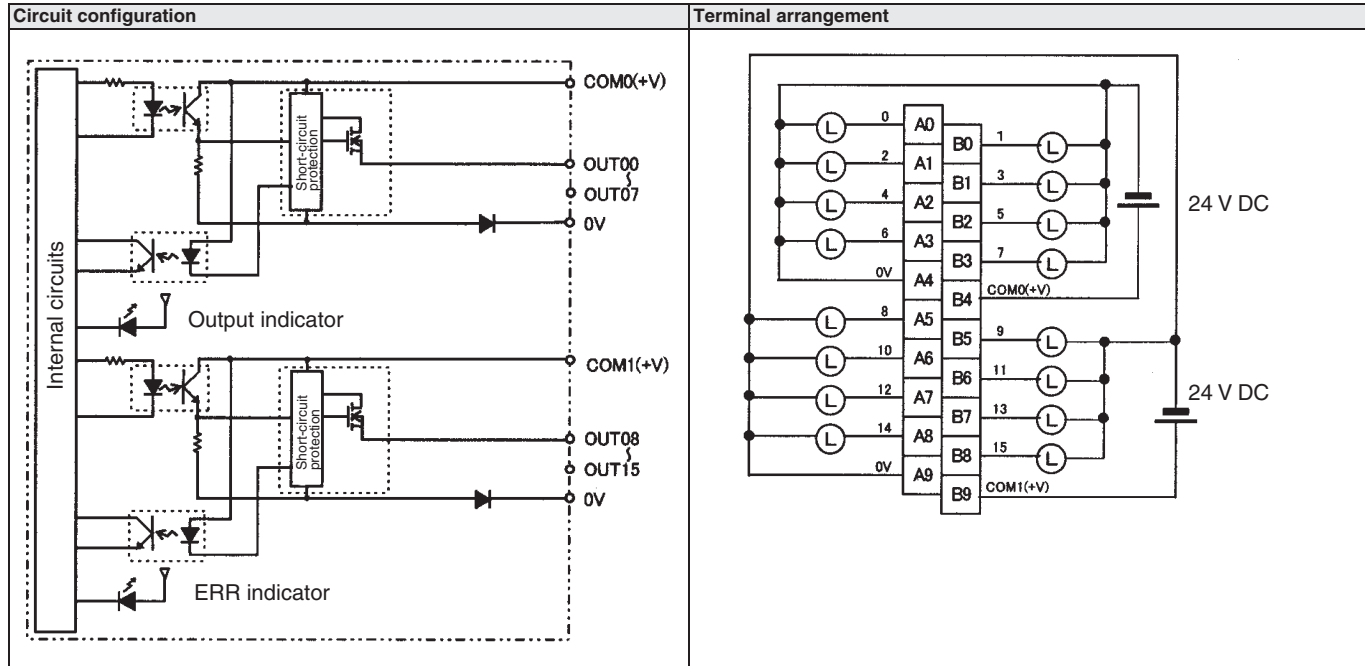 Circuit configuration
Terminal arrangement
Internal circuits
Short-circuit
protection
COM0(+V)
OUT00
OUT07
0V
Output indicator
Short-circuit
protection
COM1(+V)
OUT08
OUT15
0V
ERR indicator
L 0 A0
B0 1 L
L 2 A1
B1 3 L
L 4 A2
B2 5 L
L 6 A3
B3 7 L
0V A4
B4 COM0(+V)
24 V DC
L 8 A5
B5 9 L
L 10 A6
B6 11 L
L 12 A7
B7 13 L
L 14 A8
B8 15 L
0V A9
B9 COM1(+V)
24 V DC